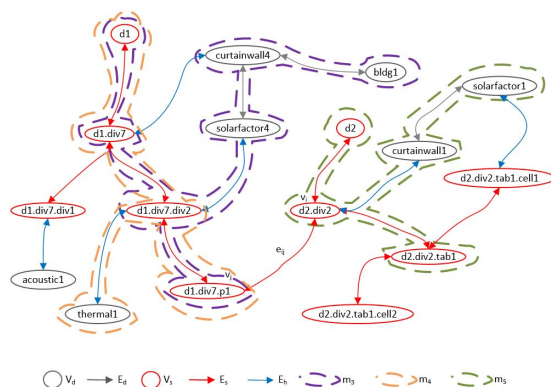 d1
curtainwall4
bldg1
solarfactor1
d1.div7
solarfactor4
d2
curtainwall1
d2.div2.tab1.cell1
d1.div7.div1
d1.div7.div2
vj
d2.div2
eij
d2.div2.tab1
acoustic1
vi
d1.div7.p1
thermal1
d2.div2.tab1.cell2
Vd Ed Vs Es Eh m3 m4 m5